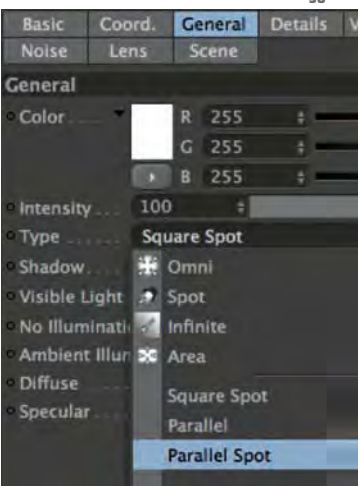 Basic Coord. General Details
Noise Lens Scene
General
Color ... R 255
G 255
B 255
Intensity ... 100
Type ...... Square Spot
Shadow.... Omni
Visible Light Spot
No Illuminati Infinite
Ambient Illum Area
Diffuse
Square Spot
Specular ...
Parallel
Parallel Spot